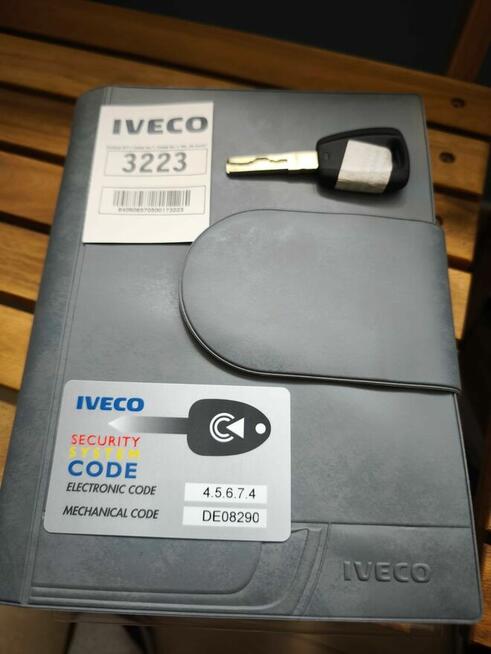 IVECO
3223
IVECO
SECURITY
SYSTEM
CODE
ELECTRONIC CODE 4.5.6.7.4
MECHANICAL CODE DE08290
IVECO